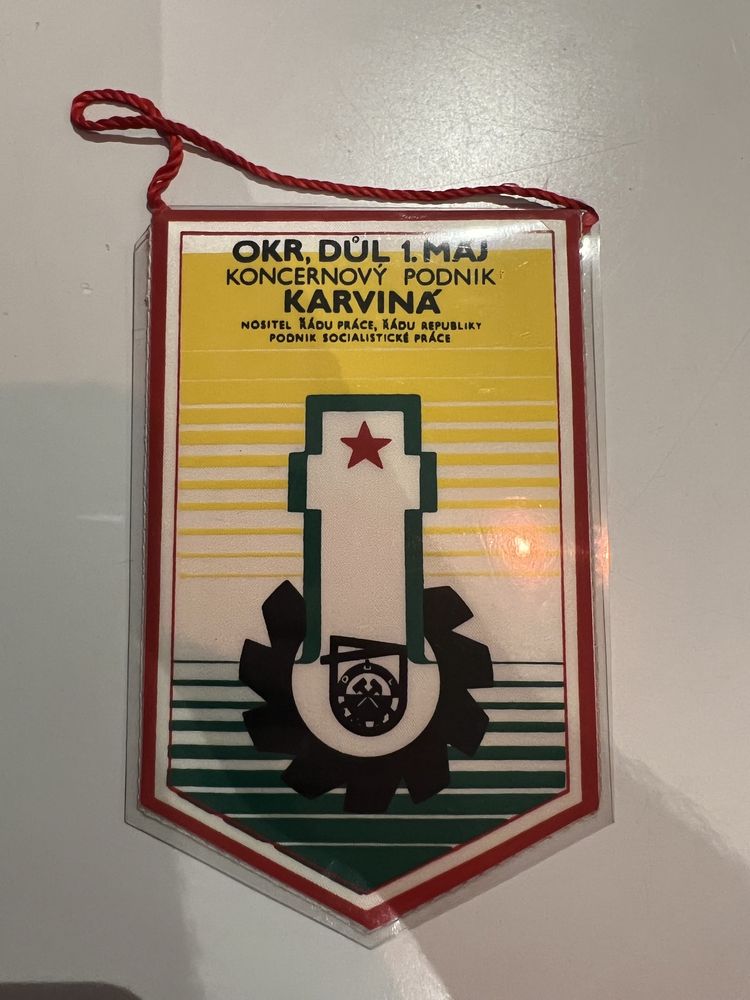 OKR, DŮL 1. MÁJ
KONCERNOVÝ PODNIK
KARVINÁ
NOSITEL ŘÁDU PRÁCE, ŘÁDU REPUBLIKY
PODNIK SOCIALISTICKÉ PRÁCE